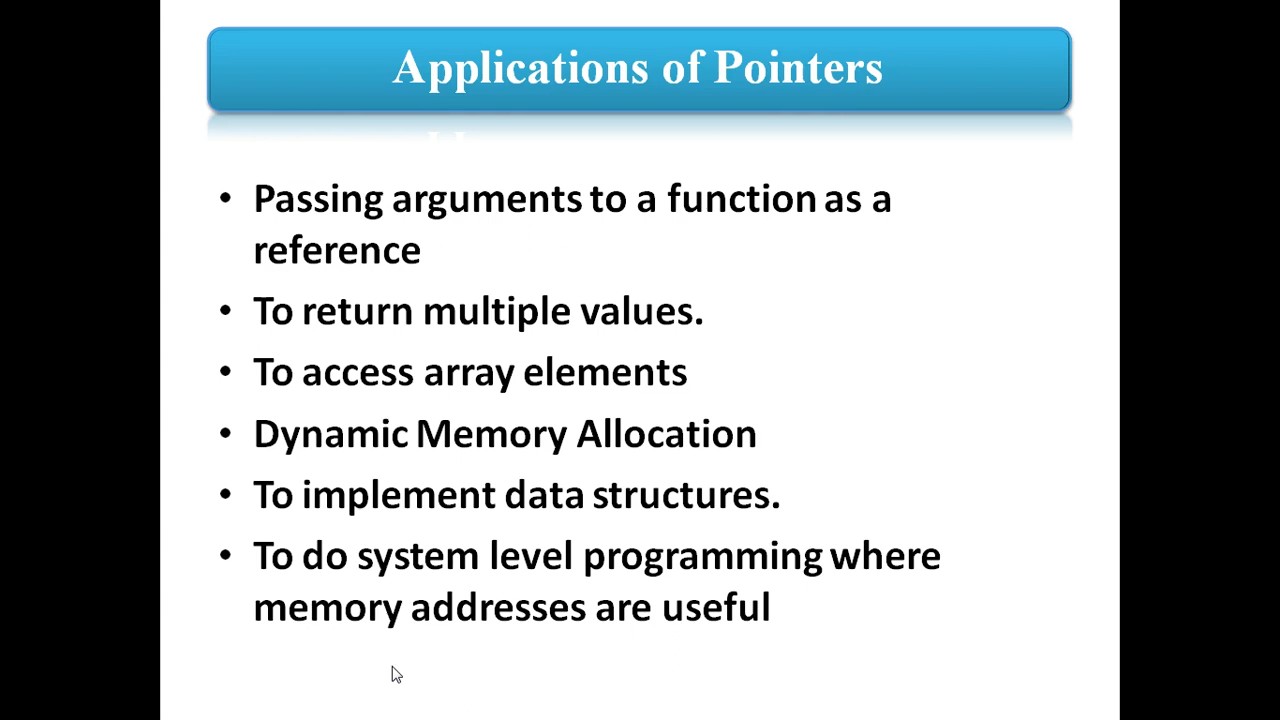 Applications of Pointers
• Passing arguments to a function as a
reference
• To return multiple values.
• To access array elements
• Dynamic Memory Allocation
• To implement data structures.
• To do system level programming where
memory addresses are useful